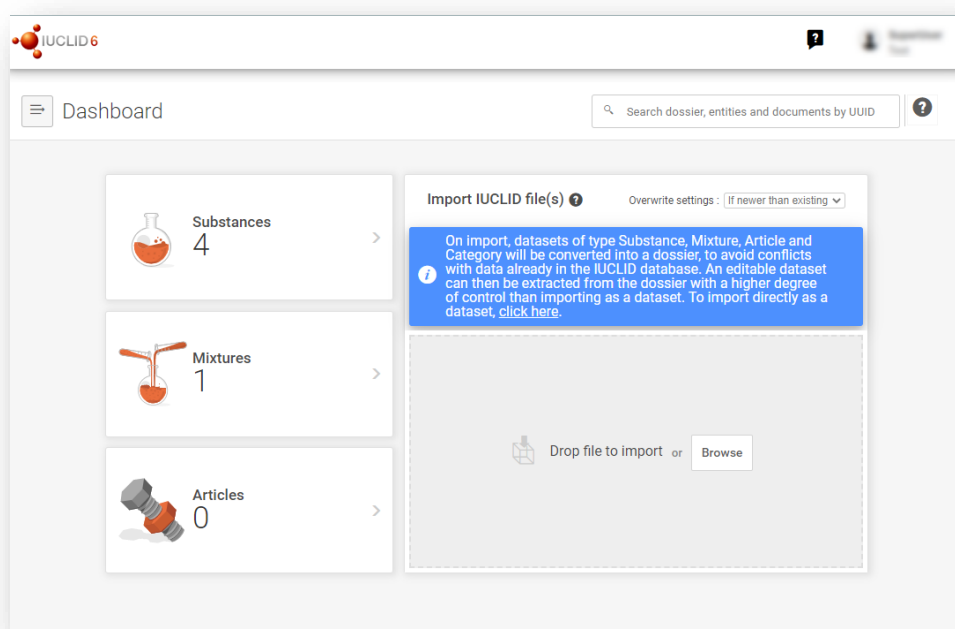 IUCLID 6
Dashboard
Search dossier, entities and documents by UUID
Substances
4
Mixtures
1
Articles
0
Import IUCLID file(s)
Overwrite settings : If newer than existing
On import, datasets of type Substance, Mixture, Article and
Category will be converted into a dossier, to avoid conflicts
with data already in the IUCLID database. An editable dataset
can then be extracted from the dossier with a higher degree
of control than importing as a dataset. To import directly as a
dataset, click here.
Drop file to import or Browse